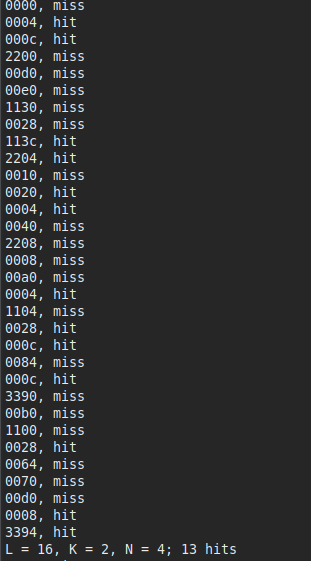 0000, miss
0004, hit
000c, hit
2200, miss
00d0, miss
00e0, miss
1130, miss
0028, miss
113c, hit
2204, hit
0010, miss
0020, hit
0004, hit
0040, miss
2208, miss
0008, miss
00a0, miss
0004, hit
1104, miss
0028, hit
000c, hit
0084, miss
000c, hit
3390, miss
00b0, miss
1100, miss
0028, hit
0064, miss
0070, miss
00d0, miss
0008, hit
3394, hit
L = 16, K = 2, N = 4; 13 hits